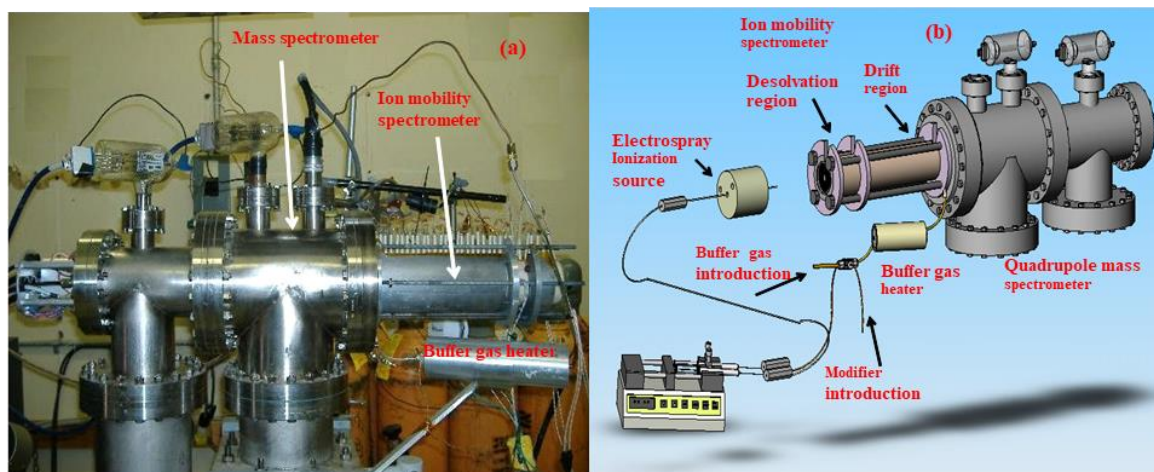 Mass spectrometer
(a)
Ion mobility
spectrometer
Buffer gas heater
Ion mobility
spectrometer
(b)
Desolvation
region
Drift
region
Electrospray
Ionization
source
Buffer gas
introduction
Buffer gas
heater
Quadrupole mass
spectrometer
Modifier
introduction